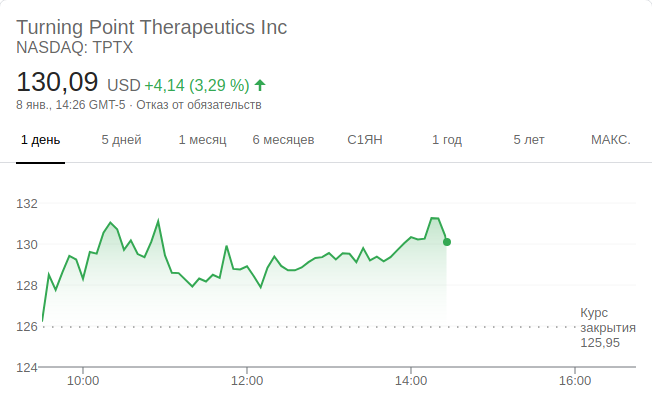 Turning Point Therapeutics Inc
NASDAQ: TPTX
130,09 USD +4,14 (3,29 %)
8 янв., 14:26 GMT-5 · Отказ от обязательств
1 день 5 дней 1 месяц 6 месяцев С1ЯН 1 год 5 лет МАКС.
132
130
128
126
124
Курс
закрытия
125,95
10:00 12:00 14:00 16:00